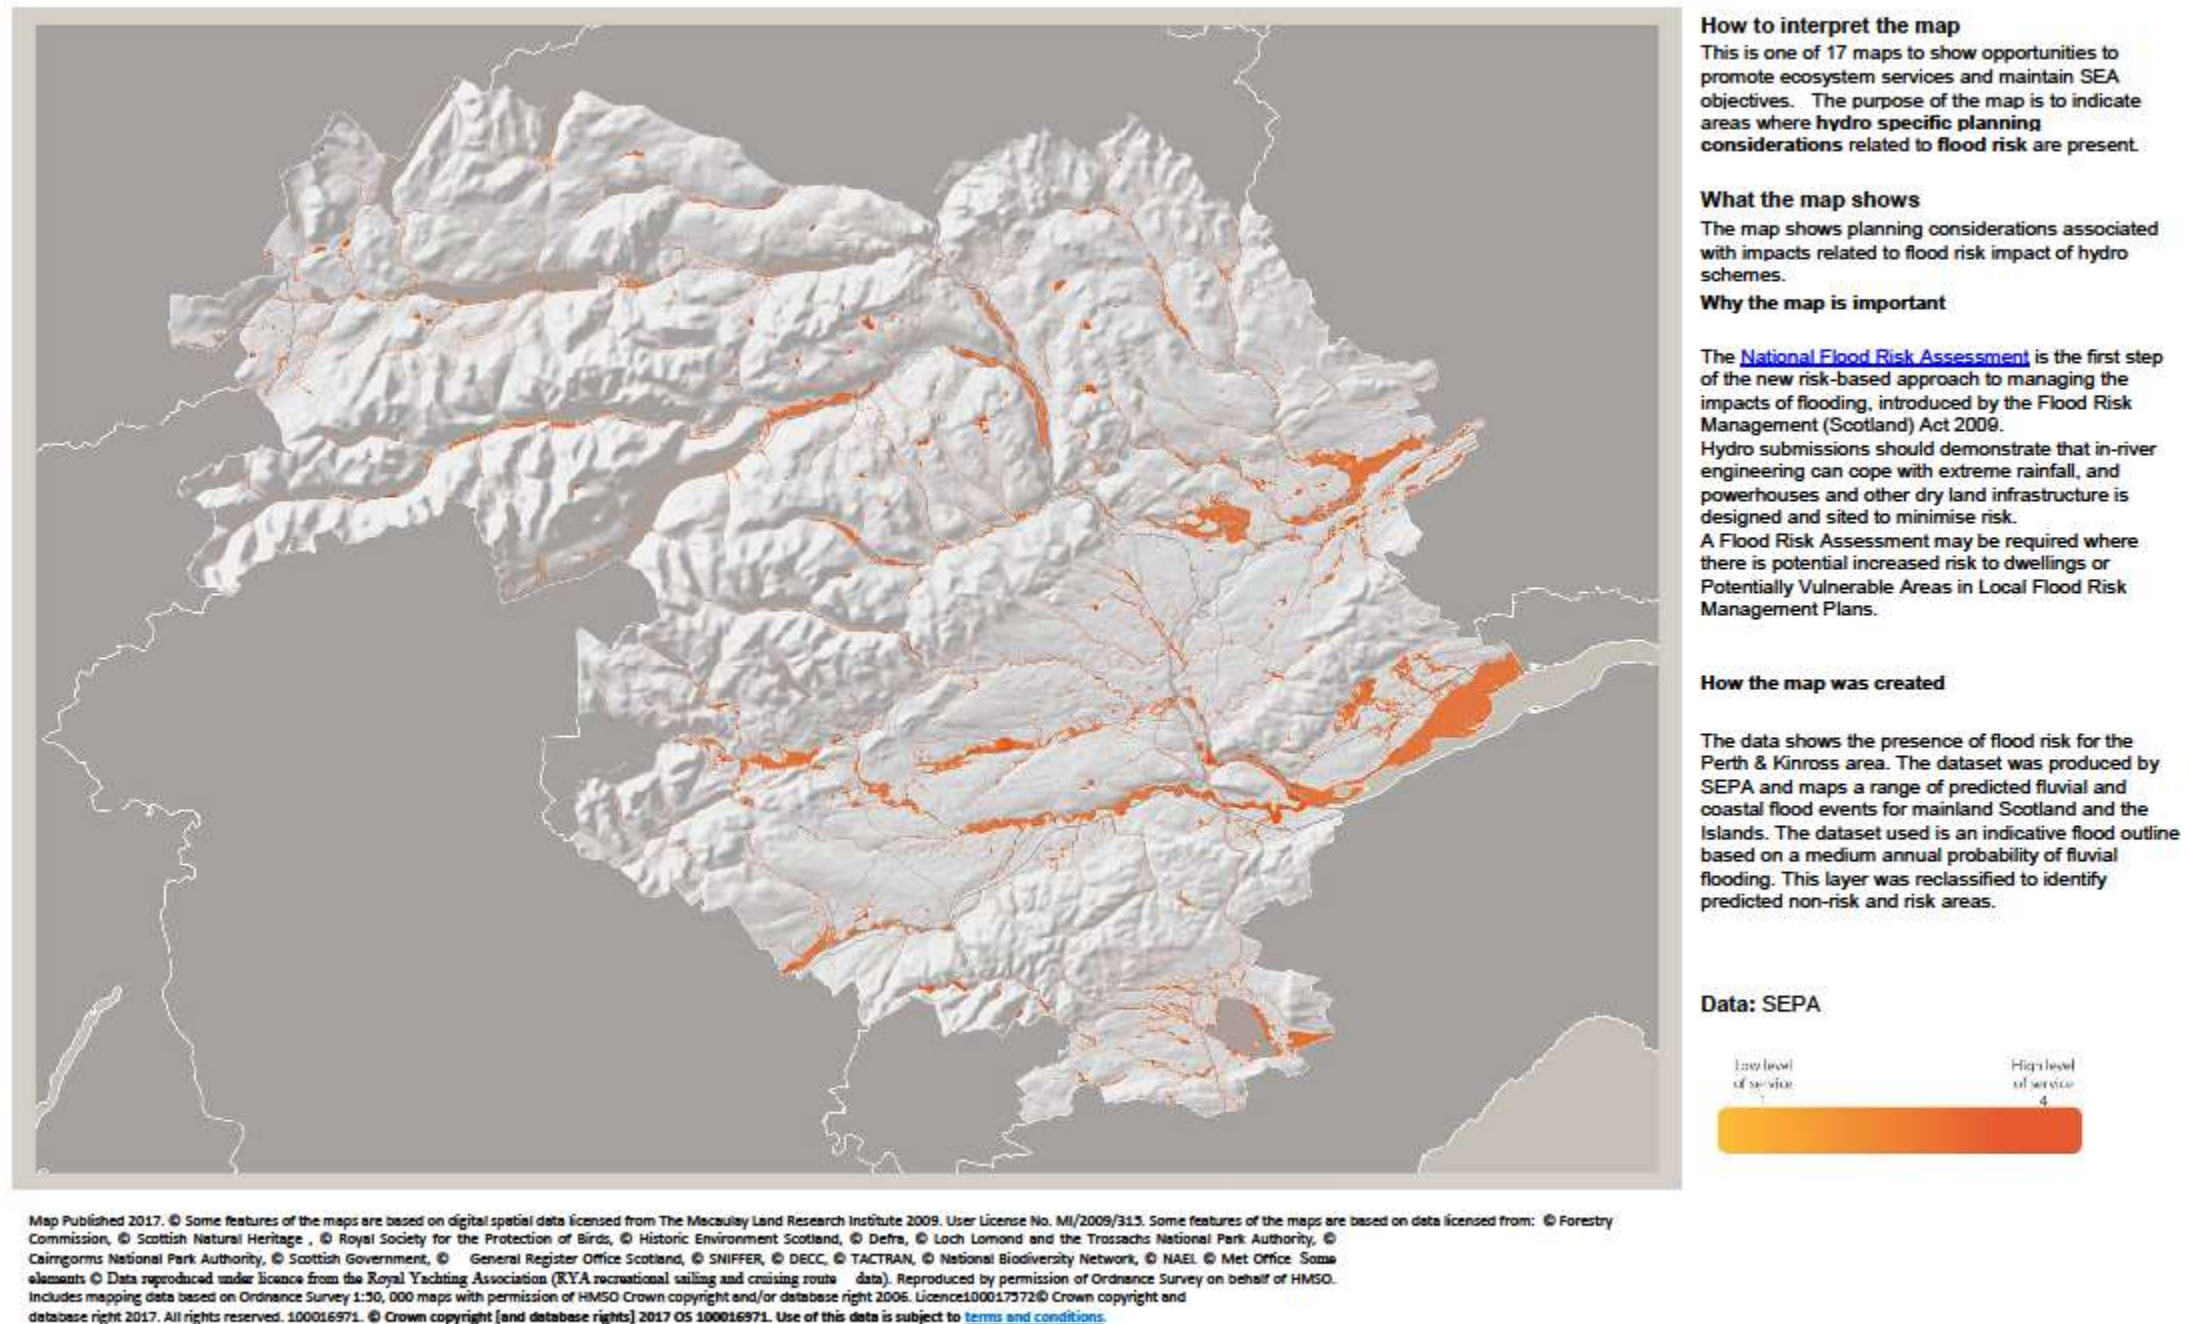 How to interpret the map
This is one of 17 maps to show opportunities to
promote ecosystem services and maintain SEA
objectives.   The purpose of the map is to indicate
areas where hydro specific planning
considerations related to flood risk are present.
What the map shows
The map shows planning considerations associated
with impacts related to flood risk impact of hydro
schemes.
Why the map is important
The National Flood Risk Assessment is the first step
of the new risk-based approach to managing the
impacts of flooding, introduced by the Flood Risk
Management (Scotland) Act 2009.
Hydro submissions should demonstrate that in-river
engineering can cope with extreme rainfall, and
powerhouses and other dry land infrastructure is
designed and sited to minimise risk.
A Flood Risk Assessment may be required where
there is potential increased risk to dwellings or
Potentially Vulnerable Areas in Local Flood Risk
Management Plans.
How the map was created
The data shows the presence of flood risk for the
Perth & Kinross area. The dataset was produced by
SEPA and maps a range of predicted fluvial and
coastal flood events for mainland Scotland and the
Islands. The dataset used is an indicative flood outline
based on a medium annual probability of fluvial
flooding. This layer was reclassified to identify
predicted non-risk and risk areas.
Data: SEPA
Low level
of service
1
High level
of service
4
Map Published 2017. © Some features of the maps are based on digital spatial data licensed from The Macaulay Land Research Institute 2009. User License No. MI/2009/315. Some features of the maps are based on data licensed from:  © Forestry
Commission, © Scottish Natural Heritage , © Royal Society for the Protection of Birds, © Historic Environment Scotland, © Defra, © Loch Lomond and the Trossachs National Park Authority, ©
Cairngorms National Park Authority, © Scottish Government, ©    General Register Office Scotland, © SNIFFER, © DECC, © TACTRAN, © National Biodiversity Network, © NAEI. © Met Office  Some
elements © Data reproduced under licence from the Royal Yachting Association (RYA recreational sailing and cruising route    data). Reproduced by permission of Ordnance Survey on behalf of HMSO.
Includes mapping data based on Ordnance Survey 1:50, 000 maps with permission of HMSO Crown copyright and/or database right 2006. Licence100017572© Crown copyright and
database right 2017. All rights reserved. 100016971. © Crown copyright [and database rights] 2017 OS 100016971. Use of this data is subject to terms and conditions.